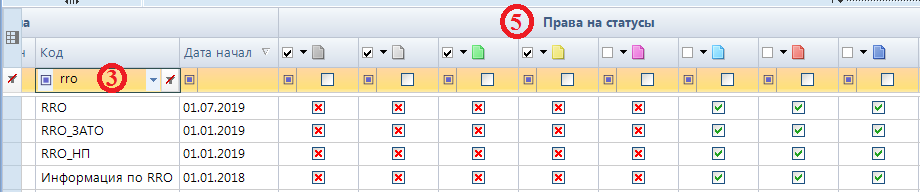 а
5
Права на статусы
н
Код
Дата начал
rro
3
RRO
01.07.2019
RRO_ЗАТО
01.01.2019
RRO_НП
01.01.2019
Информация по RRO
01.01.2018